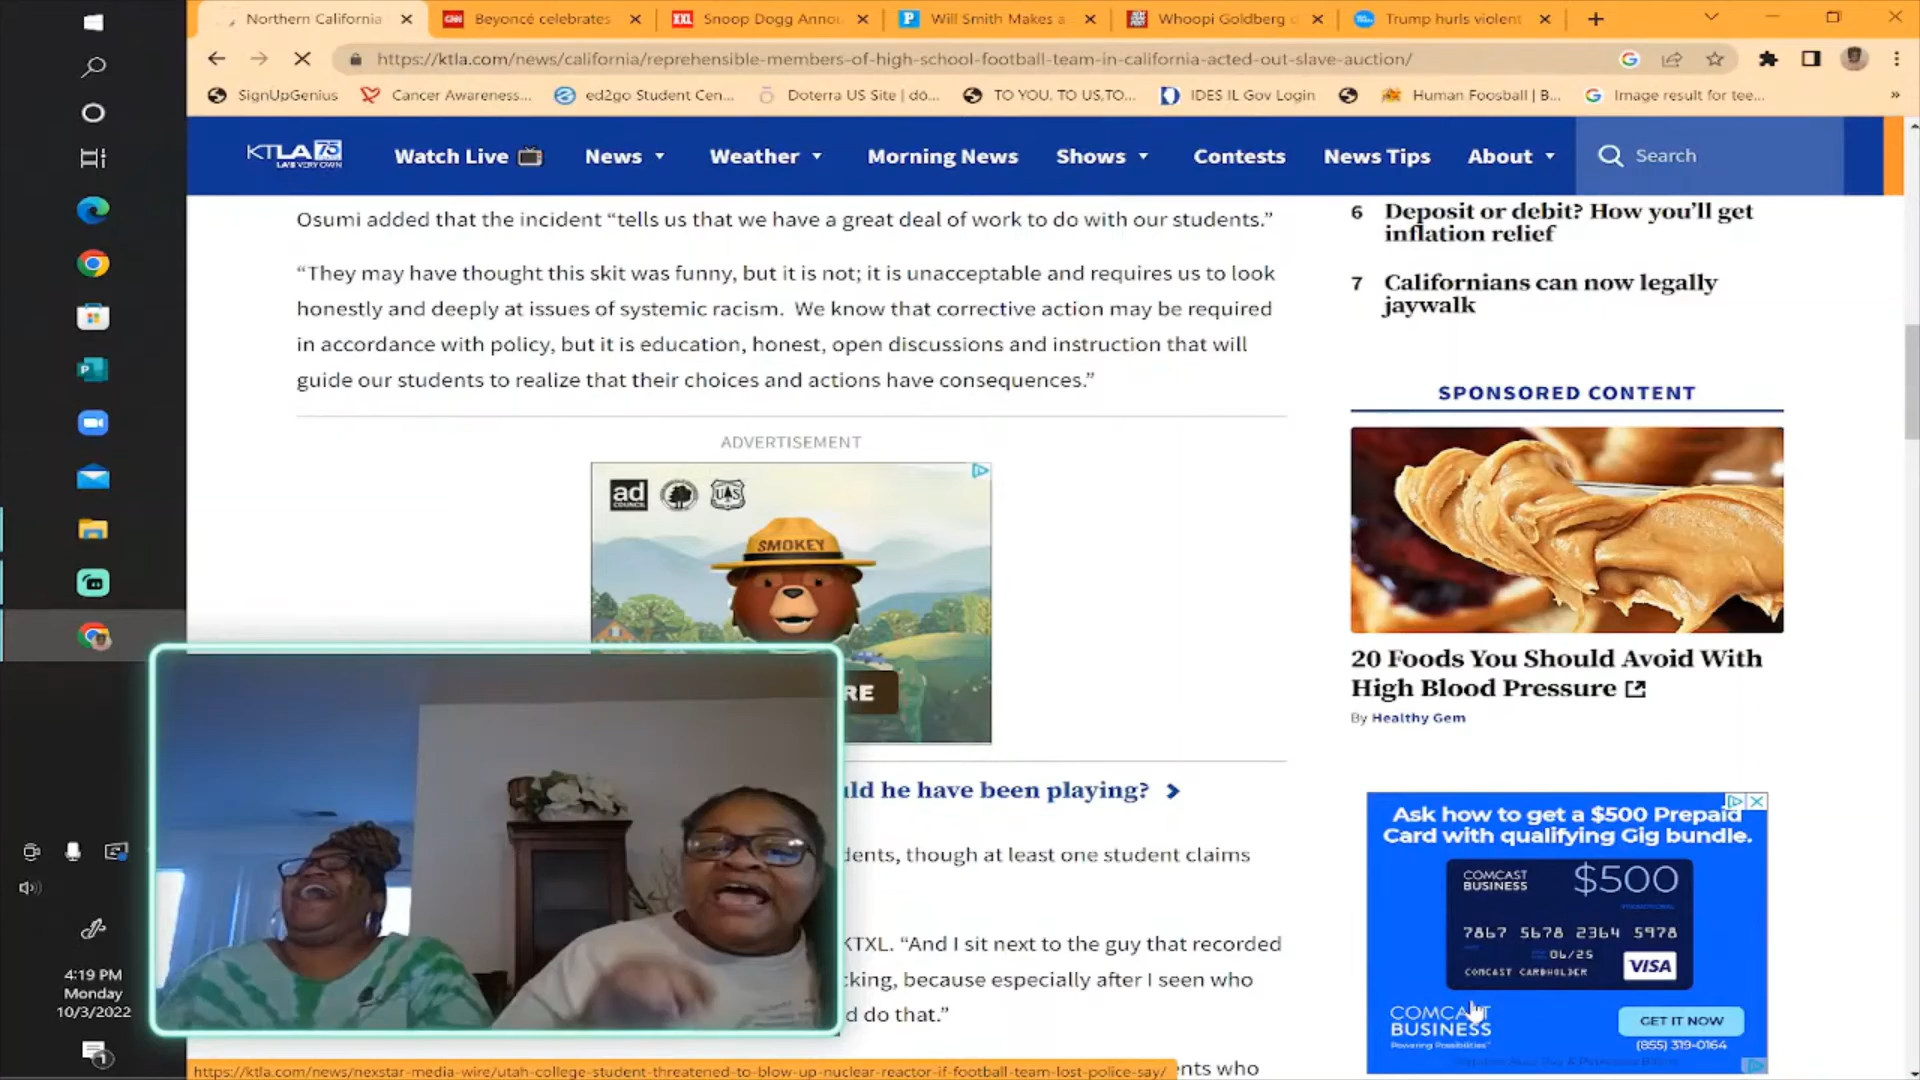 Northern California
Beyoncé celebrates
Snoop Dogg Annou
Will Smith Makes a
Whoopi Goldberg
Trump hurls violent
https://ktla.com/news/california/reprehensible-members-of-high-school-football-team-in-california-acted-out-slave-auction/
SignUpGenius
Cancer Awareness...
ed2go Student Cen...
Doterra US Site | dō...
TO YOU, TO US,TO...
IDES IL Gov Login
Human Foosball | B...
Image result for tee...
KTLA 75
LA'S VERY OWN
Watch Live
News
Weather
Morning News
Shows
Contests
News Tips
About
Search
Osumi added that the incident “tells us that we have a great deal of work to do with our students.”
“They may have thought this skit was funny, but it is not; it is unacceptable and requires us to look
honestly and deeply at issues of systemic racism. We know that corrective action may be required
in accordance with policy, but it is education, honest, open discussions and instruction that will
guide our students to realize that their choices and actions have consequences.”
ADVERTISEMENT
ad
COUNCIL
UAS
SMOKEY
RE
uld he have been playing?
dents, though at least one student claims
KTXL. “And I sit next to the guy that recorded
cking, because especially after I seen who
d do that.”
nts who
6 Deposit or debit? How you’ll get
inflation relief
7 Californians can now legally
jaywalk
SPONSORED CONTENT
20 Foods You Should Avoid With
High Blood Pressure
By Healthy Gem
Ask how to get a $500 Prepaid
Card with qualifying Gig bundle.
COMCAST
BUSINESS
$500
7867 5678 2364 5978
06/25
COMCAST CARDHOLDER
VISA
COMCAST
BUSINESS
Powering Possibilities™
GET IT NOW
(855) 319-0164
4:19 PM
Monday
10/3/2022
1
https://ktla.com/news/nexstar-media-wire/utah-college-student-threatened-to-blow-up-nuclear-reactor-if-football-team-lost-police-say/